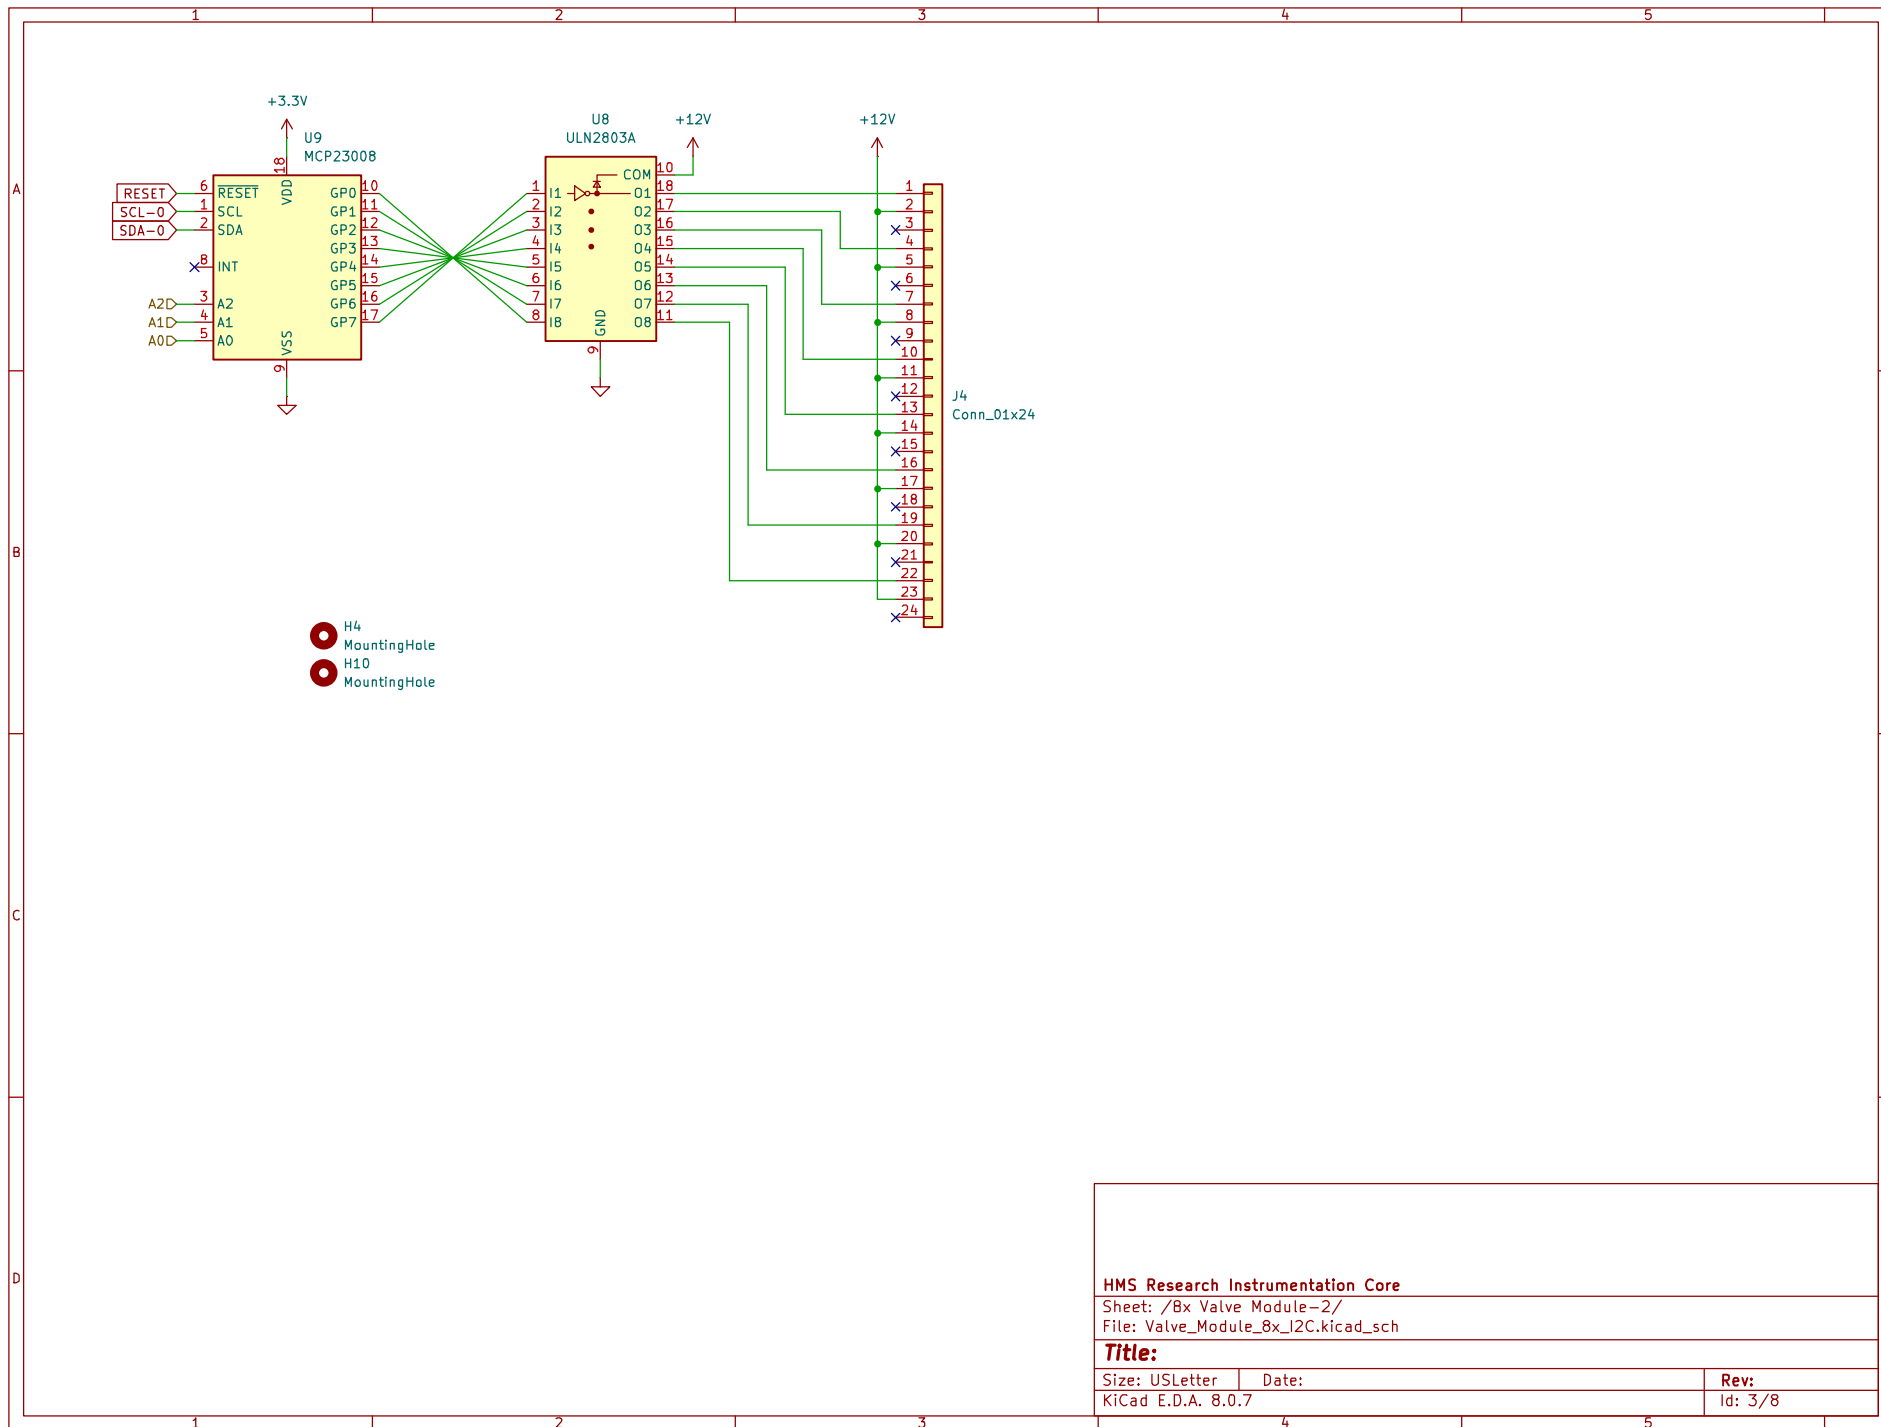 1 2 3 4 5
+3.3V
U9
MCP23008
18
VDD
RESET 6 RESET GP0 10
SCL-0 1 SCL GP1 11
SDA-0 2 SDA GP2 12
GP3 13
8 INT GP4 14
GP5 15
A2 3 A2 GP6 16
A1 4 A1 GP7 17
A0 5 A0
VSS
9
U8
ULN2803A
+12V
+12V
COM 10
1 I1 O1 18
2 I2 O2 17
3 I3 O3 16
4 I4 O4 15
5 I5 O5 14
6 I6 O6 13
7 I7 O7 12
8 I8 O8 11
GND
9
1
2
3
4
5
6
7
8
9
10
11
12
13
14
15
16
17
18
19
20
21
22
23
24
J4
Conn_01x24
H4
MountingHole
H10
MountingHole
A
B
C
D
HMS Research Instrumentation Core
Sheet: /8x Valve Module-2/
File: Valve_Module_8x_I2C.kicad_sch
Title:
Size: USLetter Date: Rev:
KiCad E.D.A. 8.0.7 Id: 3/8
1 2 3 4 5